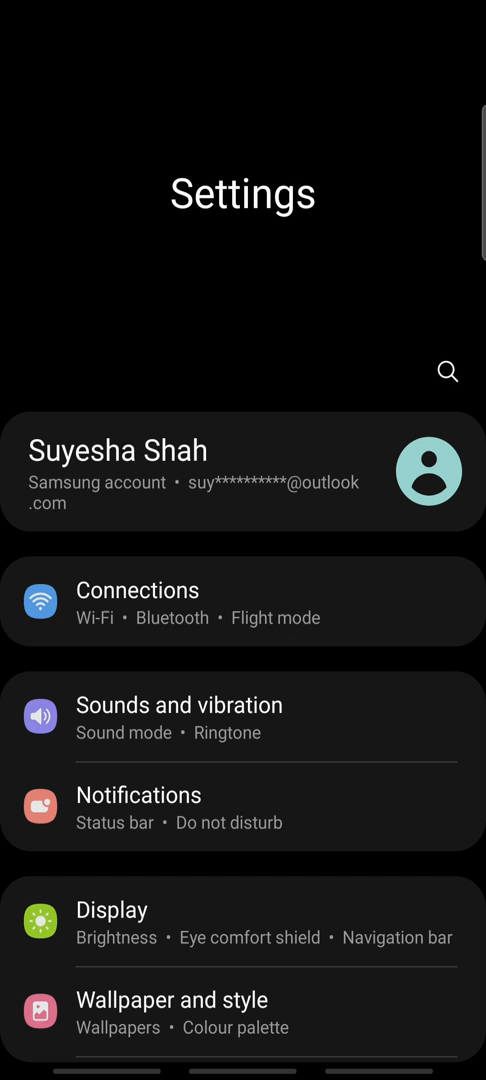 Settings
Suyesha Shah
Samsung account • suy**********@outlook
.com
Connections
Wi-Fi • Bluetooth • Flight mode
Sounds and vibration
Sound mode • Ringtone
Notifications
Status bar • Do not disturb
Display
Brightness • Eye comfort shield • Navigation bar
Wallpaper and style
Wallpapers • Colour palette